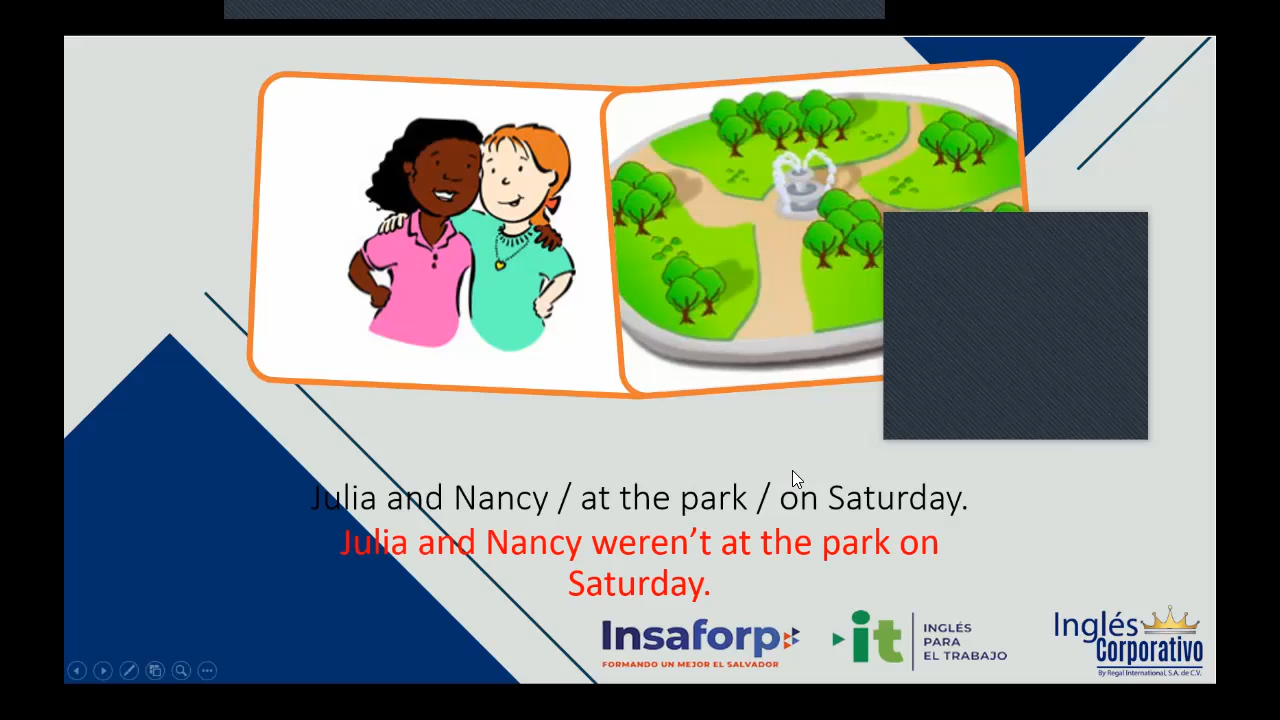 Julia and Nancy / at the park / on Saturday.
Julia and Nancy weren’t at the park on
Saturday.
Insaforp
FORMANDO UN MEJOR EL SALVADOR
it
INGLÉS
PARA
EL TRABAJO
Inglés
Corporativo
By Regal International, S.A. de C.V.